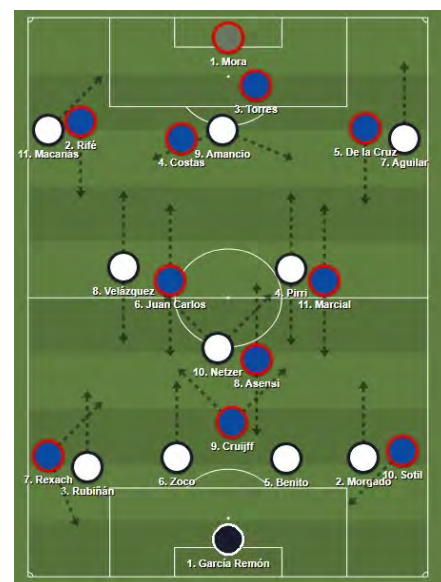 1. Mora
3. Torres
2. Rifé
11. Macanás
4. Costas
9. Amancio
5. De la Cruz
7. Aguilar
8. Velázquez
6. Juan Carlos
4. Pirri
11. Marcial
10. Netzer
8. Asensi
9. Cruijff
7. Rexach
3. Rubiñán
6. Zoco
5. Benito
2. Morgado
10. Sotil
1. García Remón